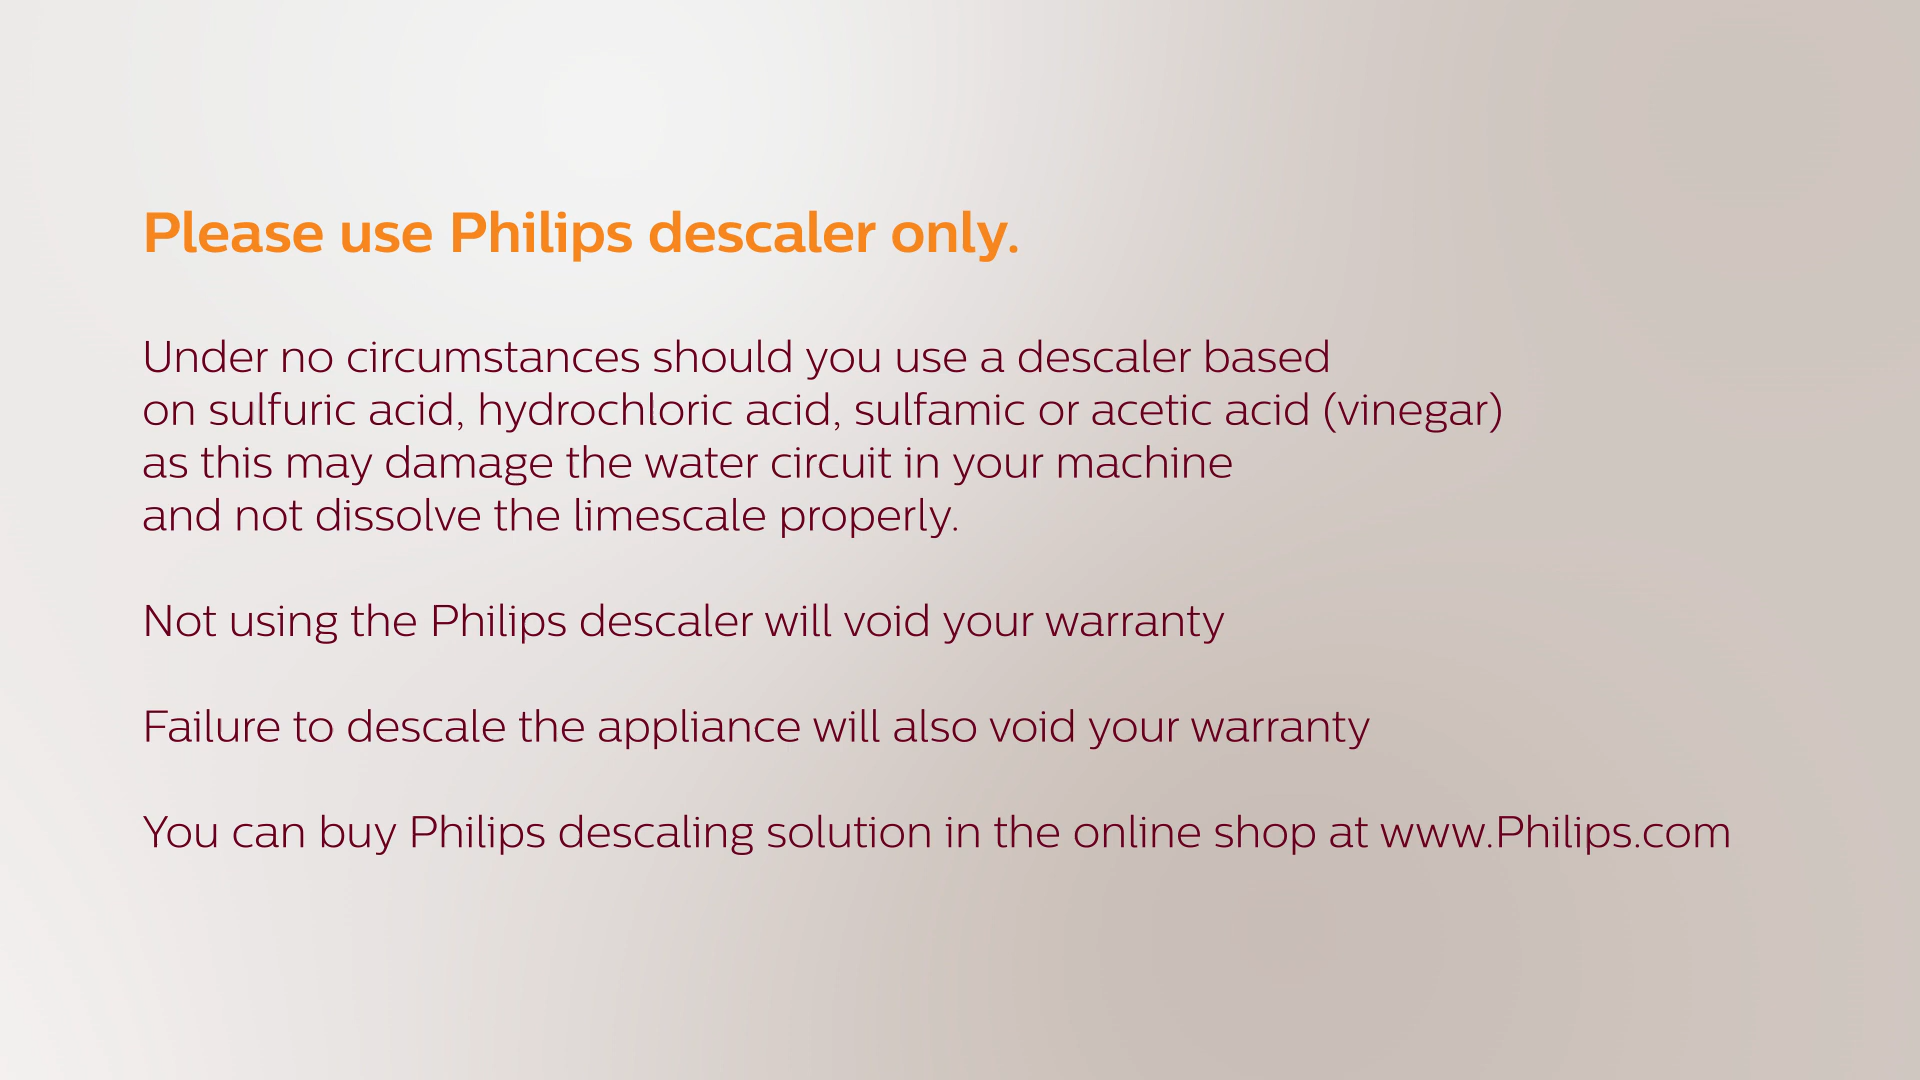 Please use Philips descaler only.
Under no circumstances should you use a descaler based
on sulfuric acid, hydrochloric acid, sulfamic or acetic acid (vinegar)
as this may damage the water circuit in your machine
and not dissolve the limescale properly.
Not using the Philips descaler will void your warranty
Failure to descale the appliance will also void your warranty
You can buy Philips descaling solution in the online shop at www.Philips.com